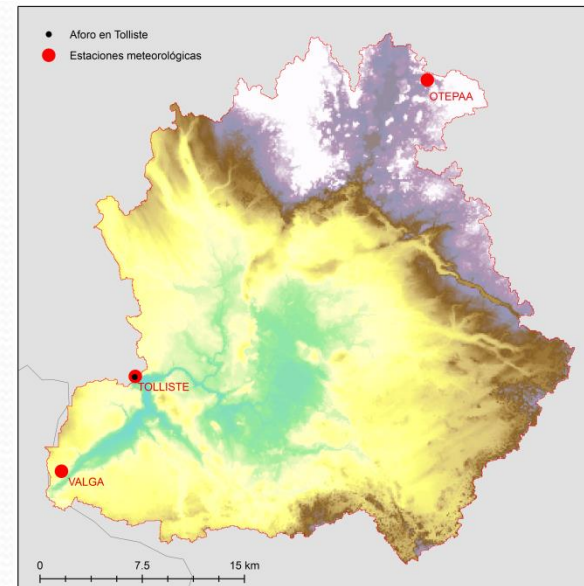 Aforo en Tolliste
Estaciones meteorológicas
OTEPAA
TOLLISTE
VALGA
0 7.5 15 km